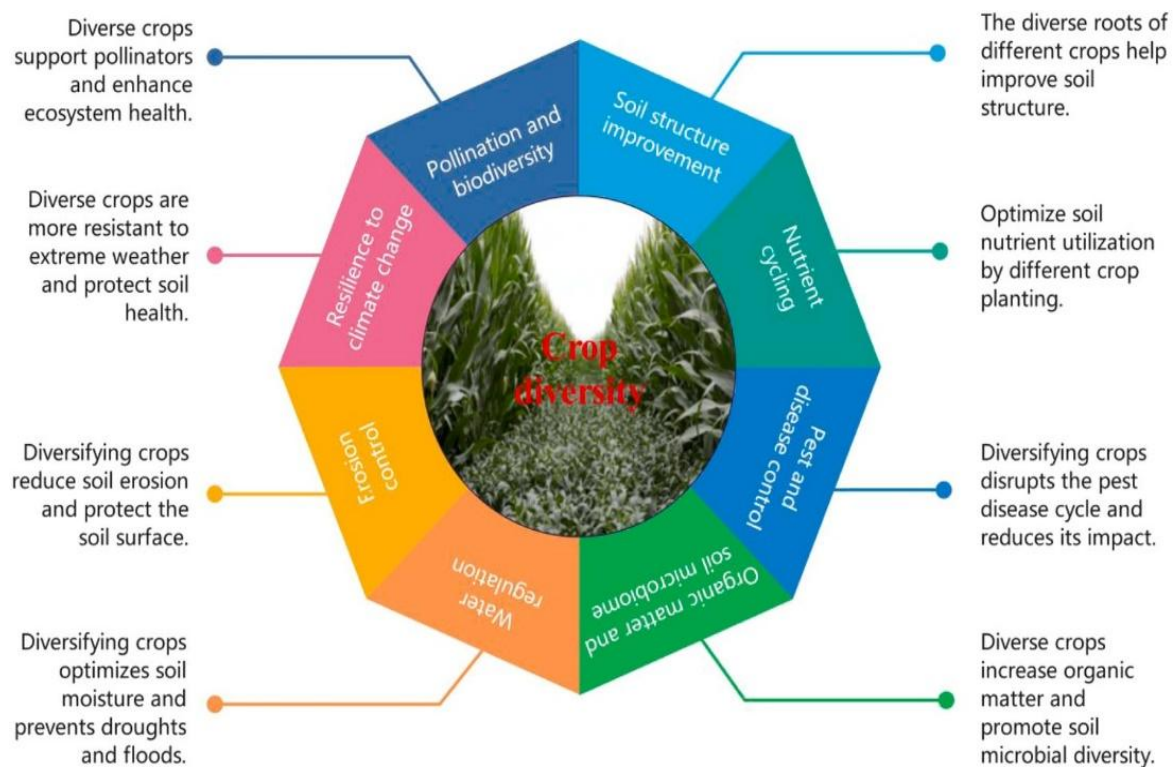 Diverse crops
support pollinators
and enhance
ecosystem health.
The diverse roots of
different crops help
improve soil
structure.
Pollination and
biodiversity
Soil structure
improvement
Diverse crops are
more resistant to
extreme weather
and protect soil
health.
Resilience to
climate change
Nutrient
cycling
Optimize soil
nutrient utilization
by different crop
planting.
Crop
diversity
Diversifying crops
reduce soil erosion
and protect the
soil surface.
Erosion
control
Pest and
disease control
Diversifying crops
disrupts the pest
disease cycle and
reduces its impact.
Diversifying crops
optimizes soil
moisture and
prevents droughts
and floods.
Water
regulation
Organic matter and
soil microbiome
Diverse crops
increase organic
matter and
promote soil
microbial diversity.